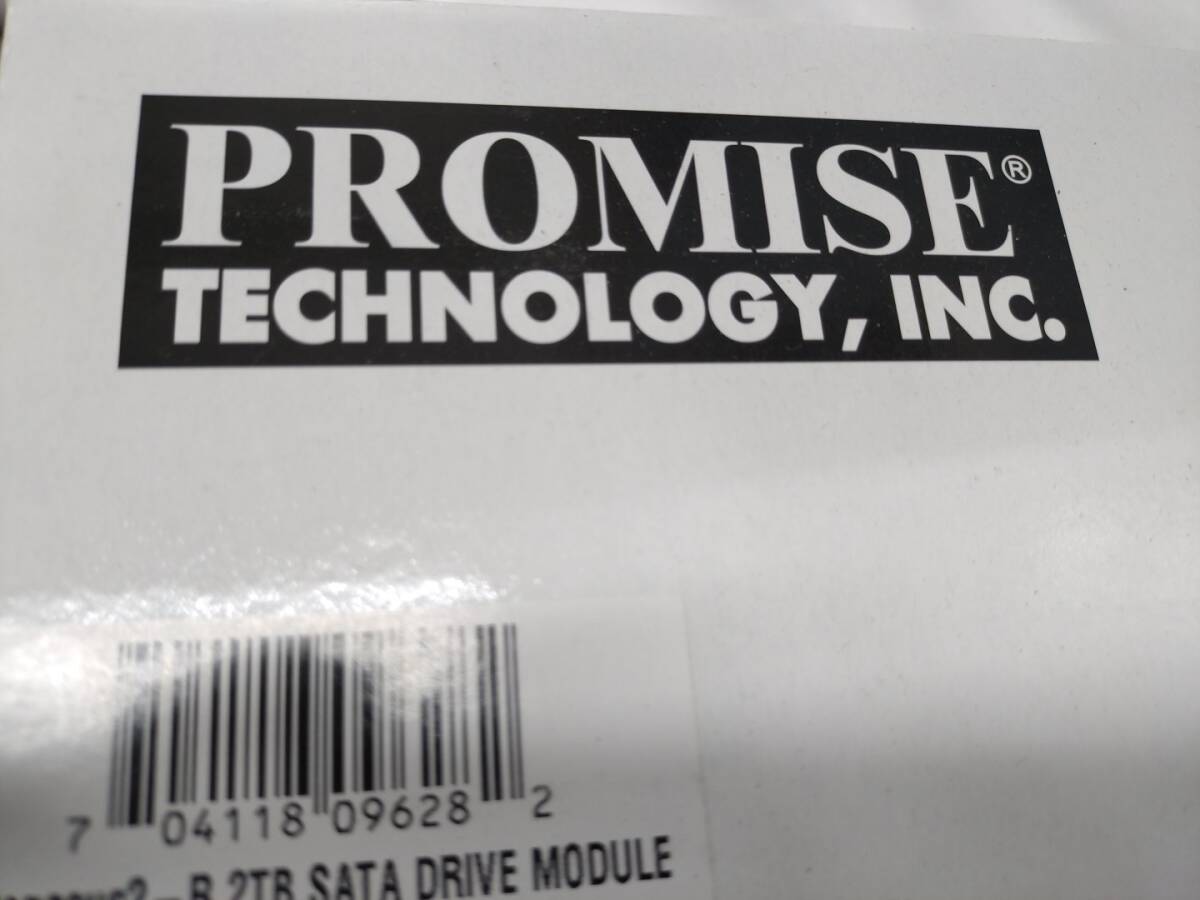 PROMISE®
TECHNOLOGY, INC.
7 04118 09628 2
R 2TB SATA DRIVE MODULE